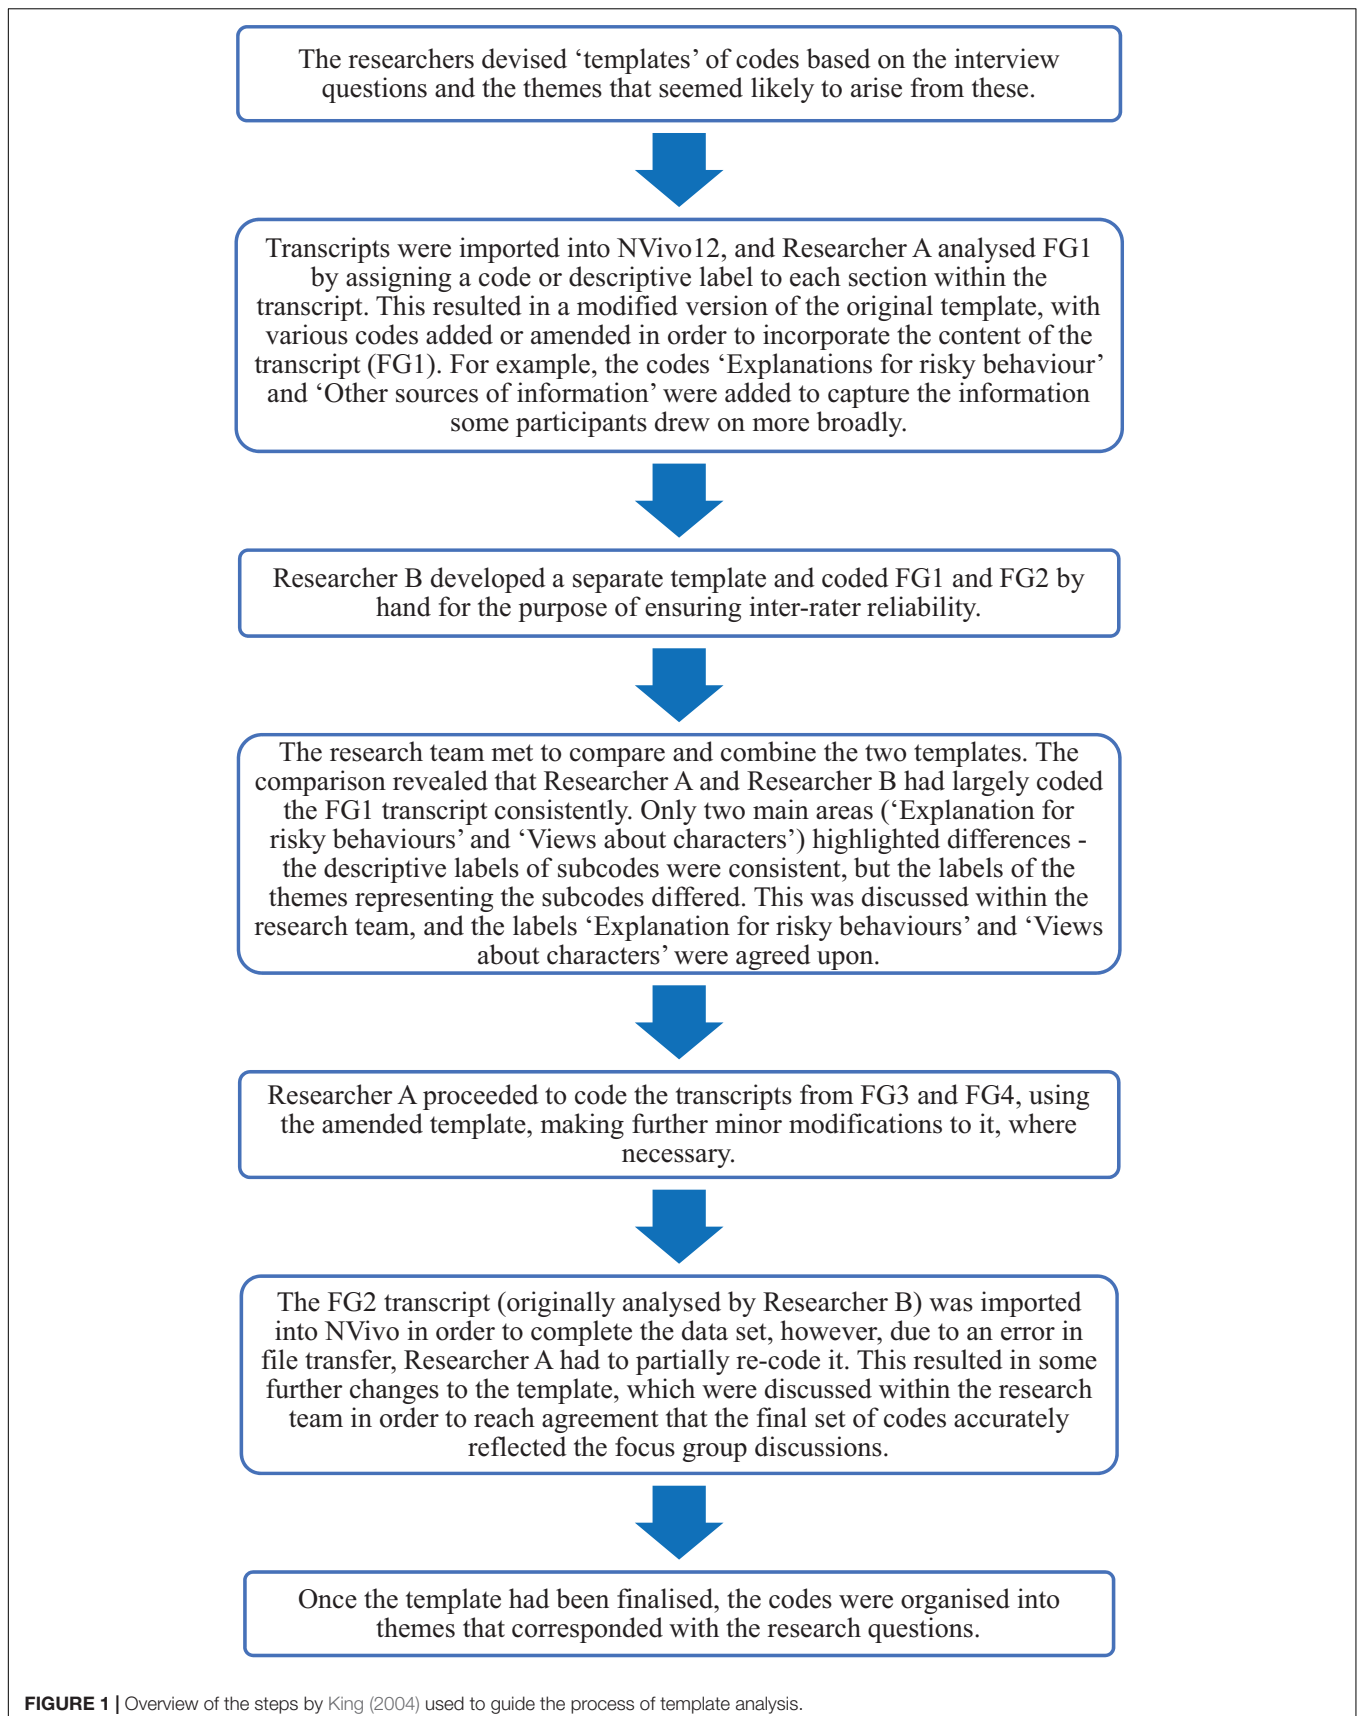 The researchers devised ‘templates’ of codes based on the interview
questions and the themes that seemed likely to arise from these.
Transcripts were imported into NVivo12, and Researcher A analysed FG1
by assigning a code or descriptive label to each section within the
transcript. This resulted in a modified version of the original template, with
various codes added or amended in order to incorporate the content of the
transcript (FG1). For example, the codes ‘Explanations for risky behaviour’
and ‘Other sources of information’ were added to capture the information
some participants drew on more broadly.
Researcher B developed a separate template and coded FG1 and FG2 by
hand for the purpose of ensuring inter-rater reliability.
The research team met to compare and combine the two templates. The
comparison revealed that Researcher A and Researcher B had largely coded
the FG1 transcript consistently. Only two main areas (‘Explanation for
risky behaviours’ and ‘Views about characters’) highlighted differences -
the descriptive labels of subcodes were consistent, but the labels of the
themes representing the subcodes differed. This was discussed within the
research team, and the labels ‘Explanation for risky behaviours’ and ‘Views
about characters’ were agreed upon.
Researcher A proceeded to code the transcripts from FG3 and FG4, using
the amended template, making further minor modifications to it, where
necessary.
The FG2 transcript (originally analysed by Researcher B) was imported
into NVivo in order to complete the data set, however, due to an error in
file transfer, Researcher A had to partially re-code it. This resulted in some
further changes to the template, which were discussed within the research
team in order to reach agreement that the final set of codes accurately
reflected the focus group discussions.
Once the template had been finalised, the codes were organised into
themes that corresponded with the research questions.
FIGURE 1 | Overview of the steps by King (2004) used to guide the process of template analysis.